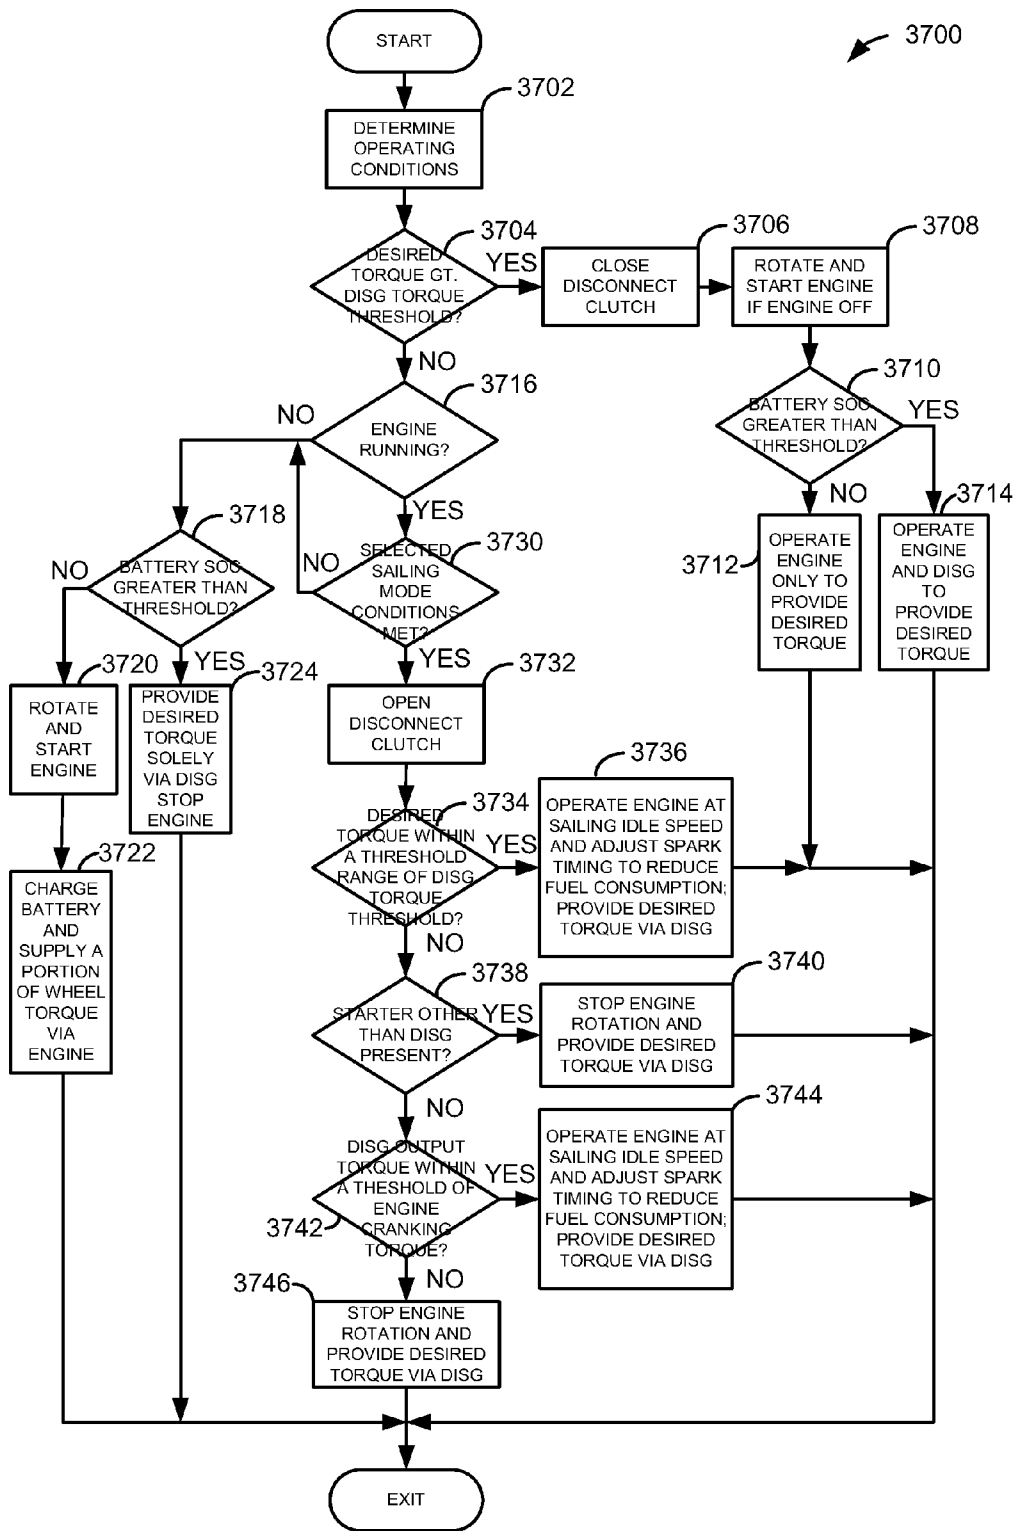 START
3700
3702
DETERMINE
OPERATING
CONDITIONS
3704
DESIRED
TORQUE GT.
DISG TORQUE
THRESHOLD?
YES
NO
3706
CLOSE
DISCONNECT
CLUTCH
3708
ROTATE AND
START ENGINE
IF ENGINE OFF
3710
BATTERY SOC
GREATER THAN
THRESHOLD?
YES
NO
3712
OPERATE
ENGINE
ONLY TO
PROVIDE
DESIRED
TORQUE
3714
OPERATE
ENGINE
AND DISG
TO
PROVIDE
DESIRED
TORQUE
3716
ENGINE
RUNNING?
NO
YES
3718
BATTERY SOC
GREATER THAN
THRESHOLD?
NO
YES
3720
ROTATE
AND
START
ENGINE
3722
CHARGE
BATTERY
AND
SUPPLY A
PORTION
OF WHEEL
TORQUE
VIA
ENGINE
3724
PROVIDE
DESIRED
TORQUE
SOLELY
VIA DISG
STOP
ENGINE
3730
SELECTED
SAILING
MODE
CONDITIONS
MET?
NO
YES
3732
OPEN
DISCONNECT
CLUTCH
3734
DESIRED
TORQUE WITHIN
A THRESHOLD
RANGE OF DISG
TORQUE
THRESHOLD?
YES
NO
3736
OPERATE ENGINE AT
SAILING IDLE SPEED
AND ADJUST SPARK
TIMING TO REDUCE
FUEL CONSUMPTION;
PROVIDE DESIRED
TORQUE VIA DISG
3738
STARTER OTHER
THAN DISG
PRESENT?
YES
NO
3740
STOP ENGINE
ROTATION AND
PROVIDE DESIRED
TORQUE VIA DISG
3742
DISG OUTPUT
TORQUE WITHIN
A THESHOLD OF
ENGINE
CRANKING
TORQUE?
YES
NO
3744
OPERATE ENGINE AT
SAILING IDLE SPEED
AND ADJUST SPARK
TIMING TO REDUCE
FUEL CONSUMPTION;
PROVIDE DESIRED
TORQUE VIA DISG
3746
STOP ENGINE
ROTATION AND
PROVIDE DESIRED
TORQUE VIA DISG
EXIT